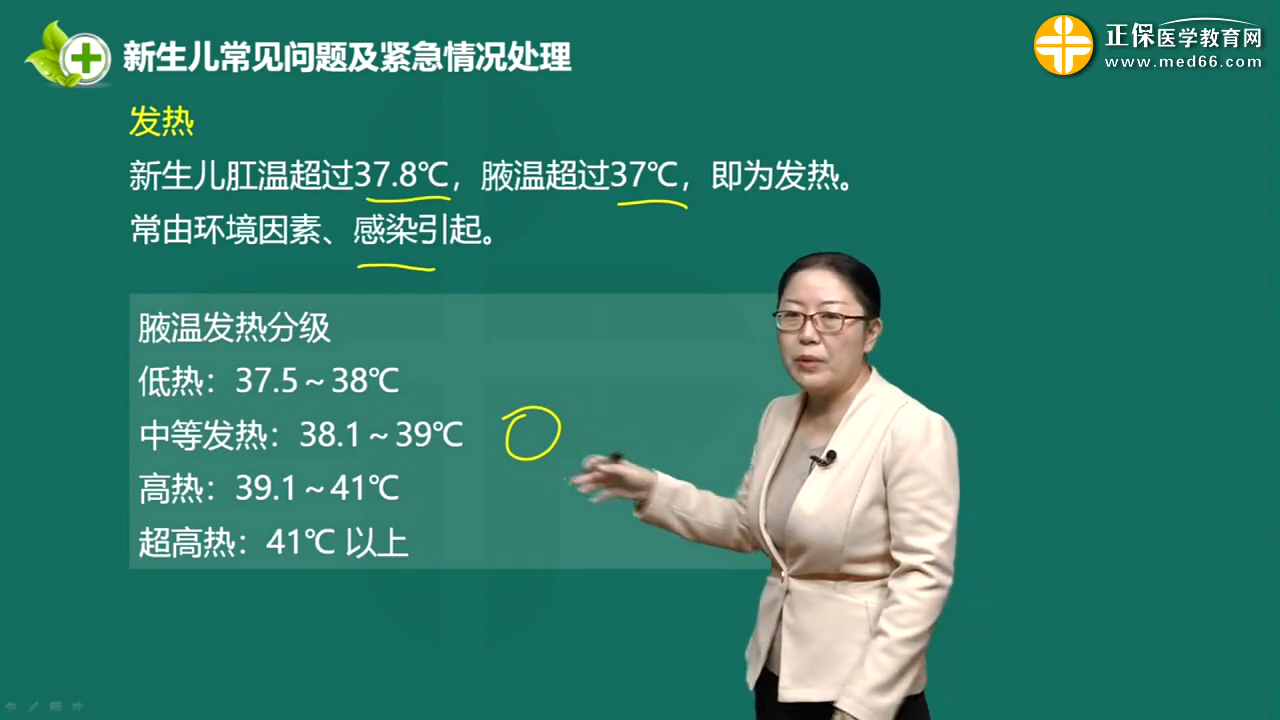 新生儿常见问题及紧急情况处理
正保医学教育网
www.med66.com
发热
新生儿肛温超过37.8℃，腋温超过37℃，即为发热。
常由环境因素、感染引起。
腋温发热分级
低热：37.5～38℃
中等发热：38.1～39℃
高热：39.1～41℃
超高热：41℃ 以上